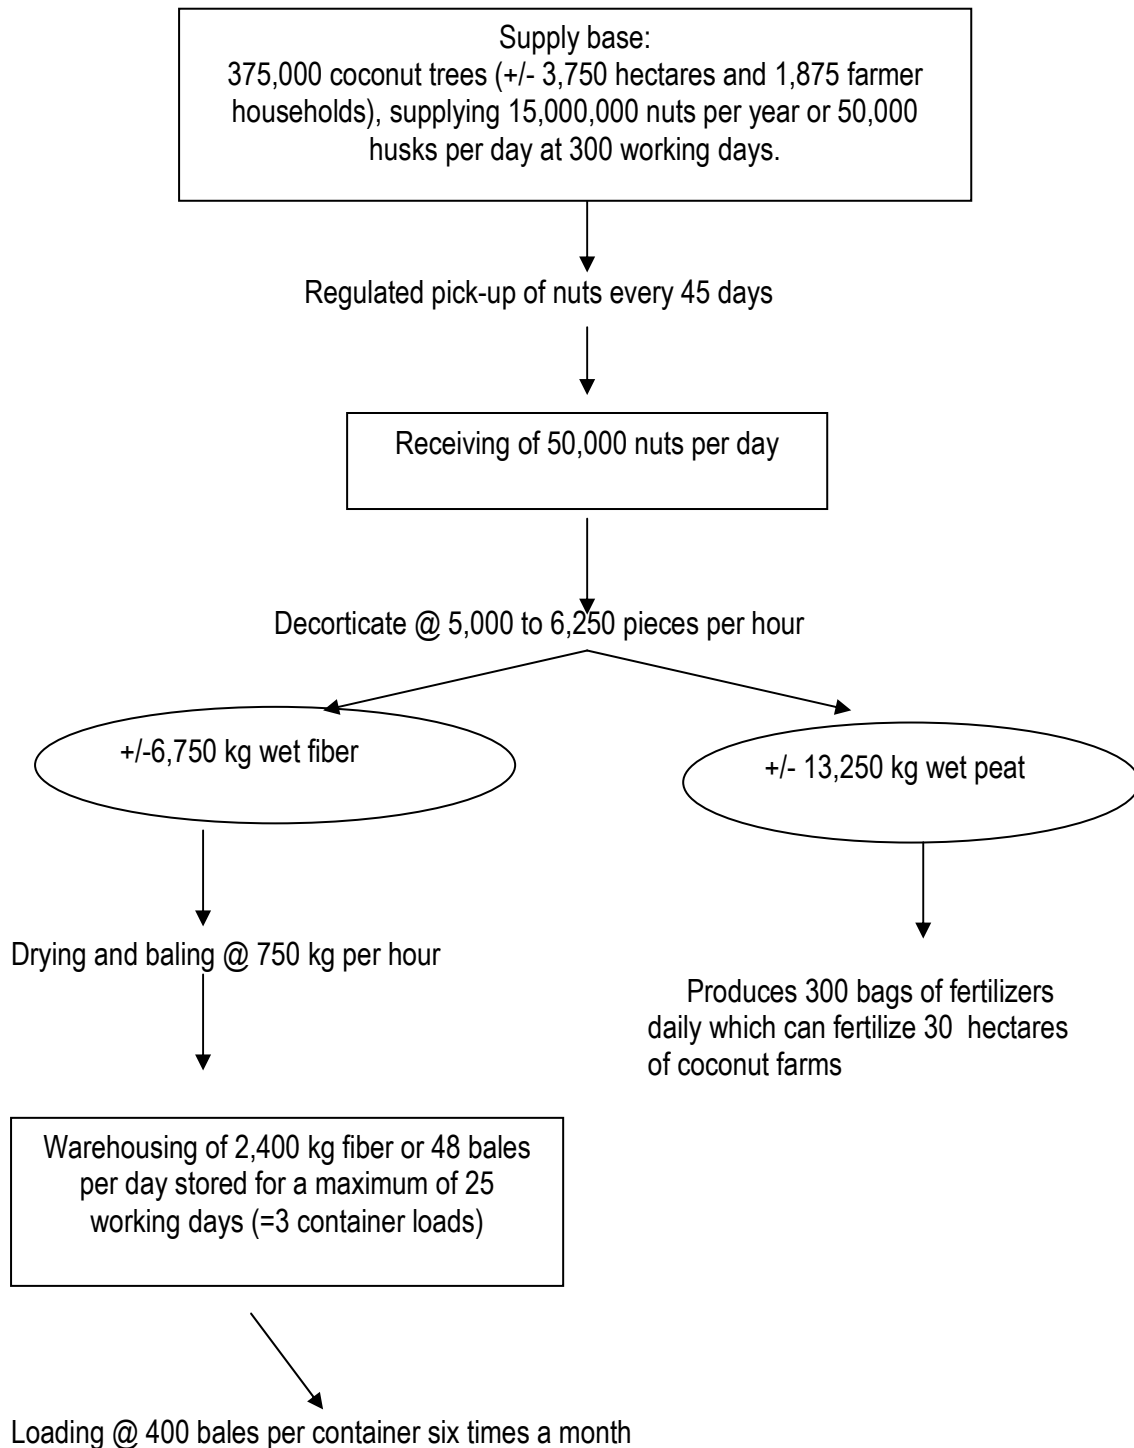 Supply base:
375,000 coconut trees (+/- 3,750 hectares and 1,875 farmer
households), supplying 15,000,000 nuts per year or 50,000
husks per day at 300 working days.
Regulated pick-up of nuts every 45 days
Receiving of 50,000 nuts per day
Decorticate @ 5,000 to 6,250 pieces per hour
+/-6,750 kg wet fiber
+/- 13,250 kg wet peat
Drying and baling @ 750 kg per hour
Produces 300 bags of fertilizers
daily which can fertilize 30 hectares
of coconut farms
Warehousing of 2,400 kg fiber or 48 bales
per day stored for a maximum of 25
working days (=3 container loads)
Loading @ 400 bales per container six times a month